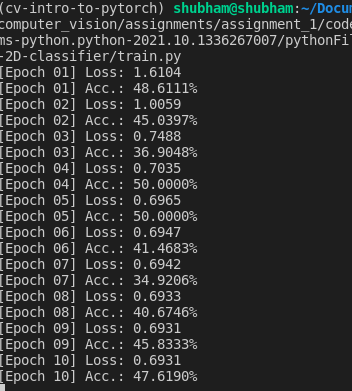 (cv-intro-to-pytorch) shubham@shubham:~/Docum
computer_vision/assignments/assignment_1/code
ms-python.python-2021.10.1336267007/pythonFil
-2D-classifier/train.py
[Epoch 01] Loss: 1.6104
[Epoch 01] Acc.: 48.6111%
[Epoch 02] Loss: 1.0059
[Epoch 02] Acc.: 45.0397%
[Epoch 03] Loss: 0.7488
[Epoch 03] Acc.: 36.9048%
[Epoch 04] Loss: 0.7035
[Epoch 04] Acc.: 50.0000%
[Epoch 05] Loss: 0.6965
[Epoch 05] Acc.: 50.0000%
[Epoch 06] Loss: 0.6947
[Epoch 06] Acc.: 41.4683%
[Epoch 07] Loss: 0.6942
[Epoch 07] Acc.: 34.9206%
[Epoch 08] Loss: 0.6933
[Epoch 08] Acc.: 40.6746%
[Epoch 09] Loss: 0.6931
[Epoch 09] Acc.: 45.8333%
[Epoch 10] Loss: 0.6931
[Epoch 10] Acc.: 47.6190%